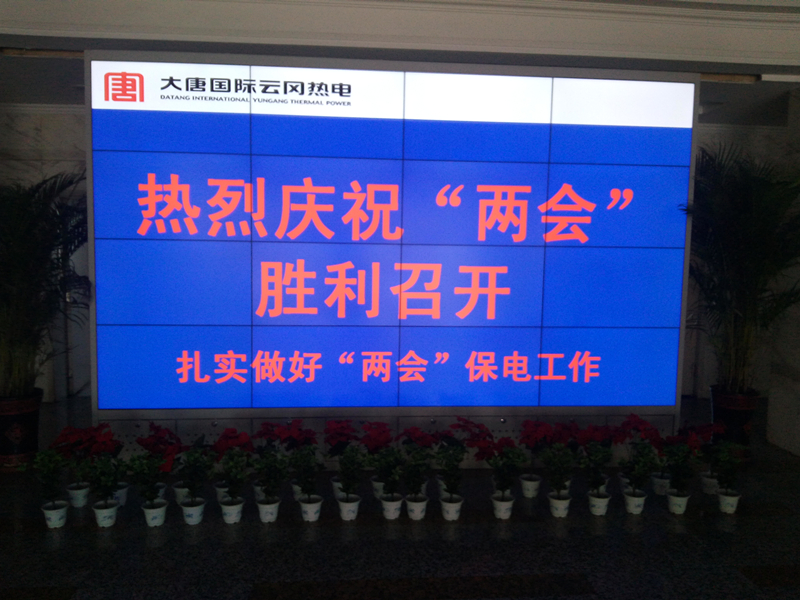 唐 大唐国际云冈热电
DATANG INTERNATIONAL YUNGANG THERMAL POWER
热烈庆祝“两会”
胜利召开
扎实做好“两会”保电工作